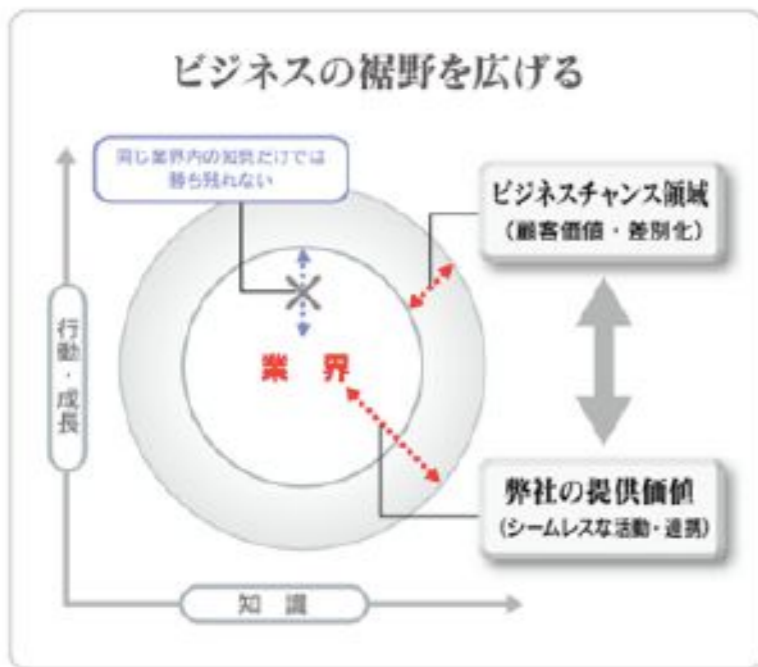 ビジネスの裾野を広げる
同じ業界内の知見だけでは
勝ち残れない
ビジネスチャンス領域
(顧客価値・差別化)
行動・成長
業 界
弊社の提供価値
(シームレスな活動・連携)
知 識